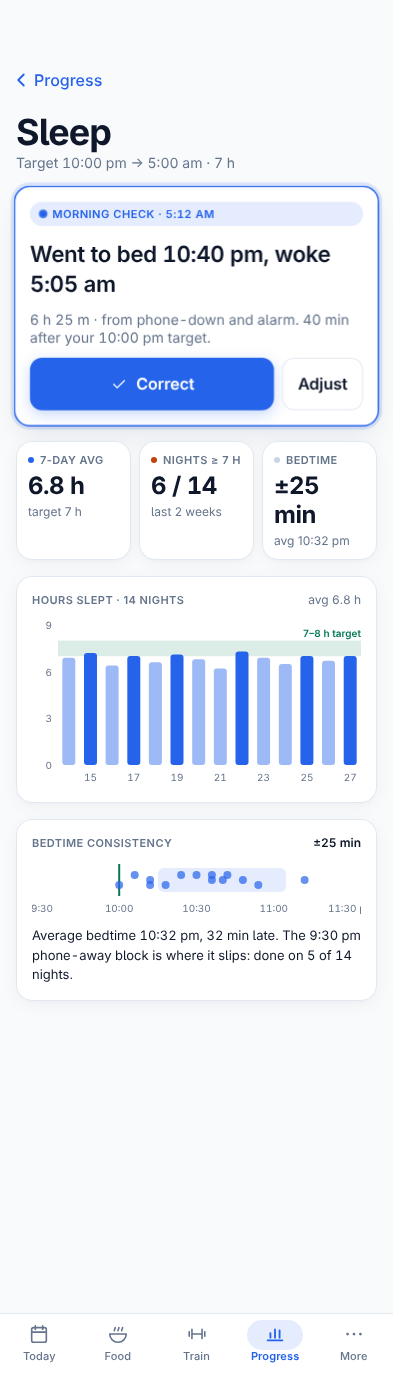 Progress
Sleep
Target 10:00 pm → 5:00 am · 7 h
MORNING CHECK · 5:12 AM
Went to bed 10:40 pm, woke
5:05 am
6 h 25 m · from phone-down and alarm. 40 min
after your 10:00 pm target.
Correct
Adjust
7-DAY AVG
6.8 h
target 7 h
NIGHTS ≥ 7 H
6 / 14
last 2 weeks
BEDTIME
±25
min
avg 10:32 pm
HOURS SLEPT · 14 NIGHTS
avg 6.8 h
9
7–8 h target
6
3
0
15 17 19 21 23 25 27
BEDTIME CONSISTENCY
±25 min
9:30 10:00 10:30 11:00 11:30
Average bedtime 10:32 pm, 32 min late. The 9:30 pm
phone-away block is where it slips: done on 5 of 14
nights.
Today
Food
Train
Progress
More